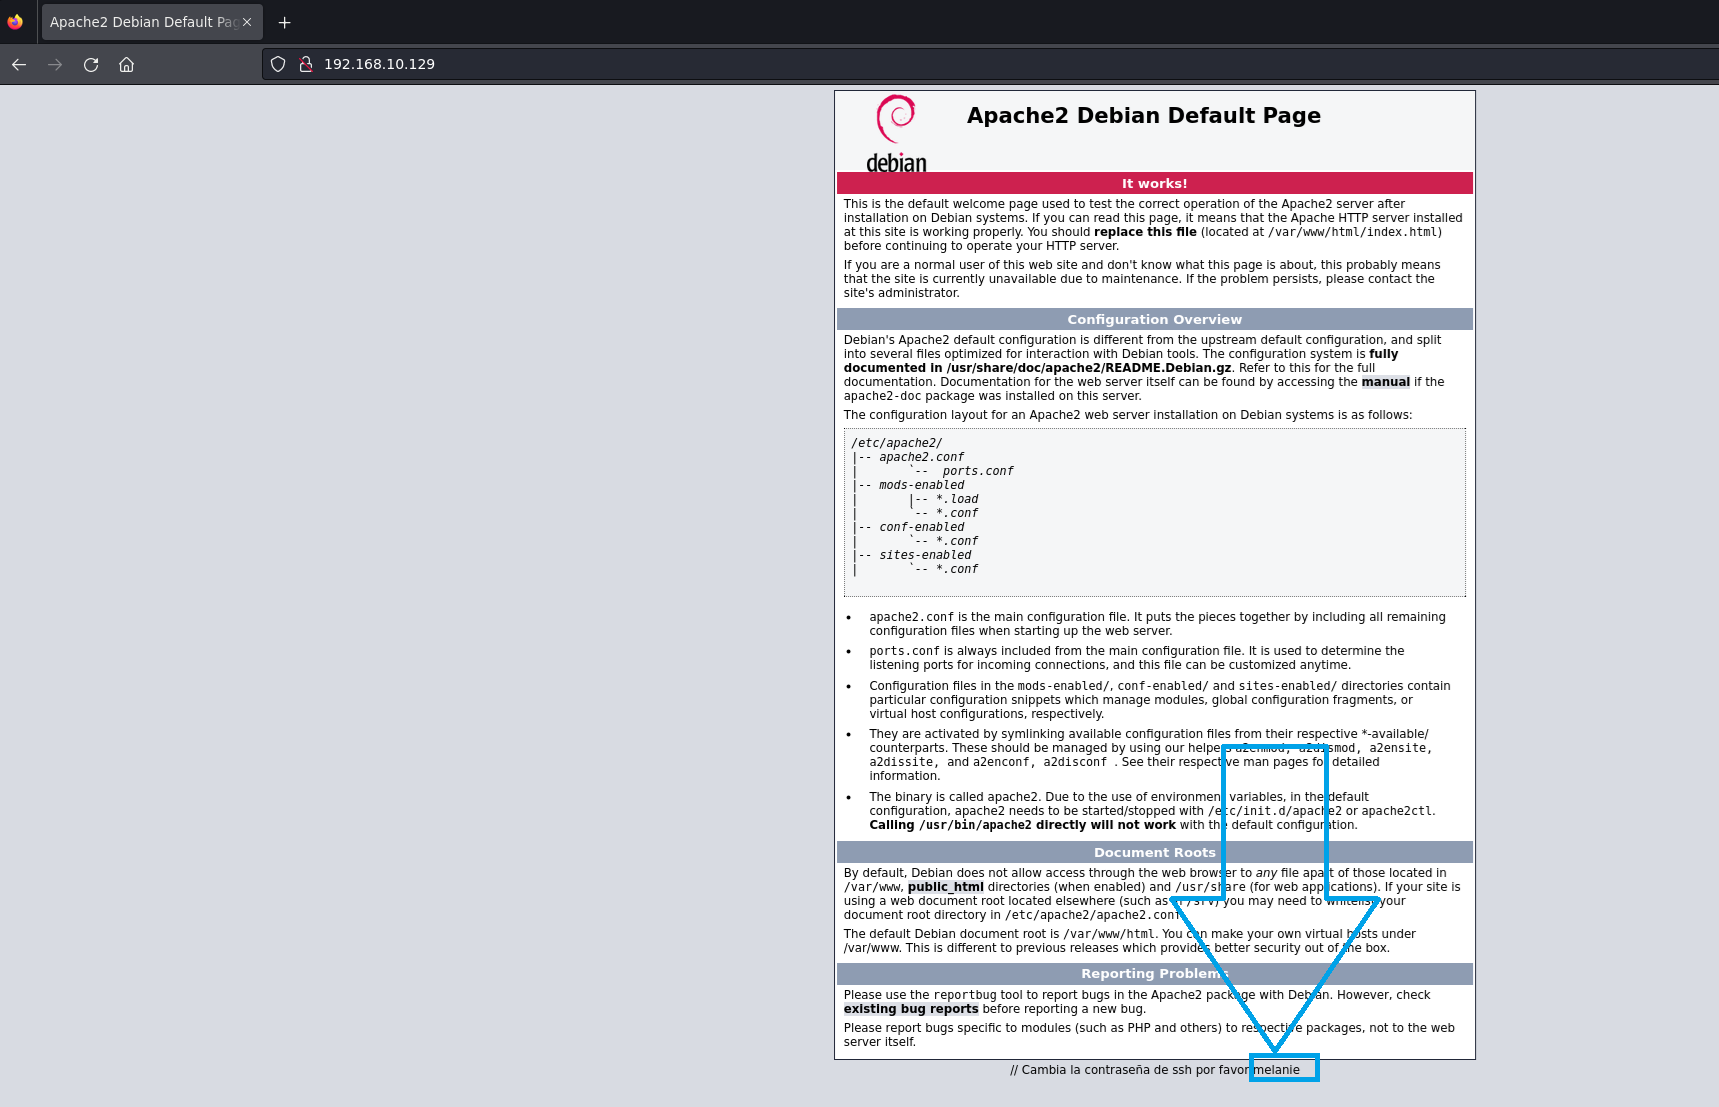 Apache2 Debian Default Pag
192.168.10.129
debian
Apache2 Debian Default Page
It works!
This is the default welcome page used to test the correct operation of the Apache2 server after
installation on Debian systems. If you can read this page, it means that the Apache HTTP server installed
at this site is working properly. You should replace this file (located at /var/www/html/index.html)
before continuing to operate your HTTP server.
If you are a normal user of this web site and don't know what this page is about, this probably means
that the site is currently unavailable due to maintenance. If the problem persists, please contact the
site's administrator.
Configuration Overview
Debian's Apache2 default configuration is different from the upstream default configuration, and split
into several files optimized for interaction with Debian tools. The configuration system is fully
documented in /usr/share/doc/apache2/README.Debian.gz. Refer to this for the full
documentation. Documentation for the web server itself can be found by accessing the manual if the
apache2-doc package was installed on this server.
The configuration layout for an Apache2 web server installation on Debian systems is as follows:
/etc/apache2/
|-- apache2.conf
|       `--  ports.conf
|-- mods-enabled
|       |-- *.load
|       `-- *.conf
|-- conf-enabled
|       `-- *.conf
|-- sites-enabled
|       `-- *.conf
• apache2.conf is the main configuration file. It puts the pieces together by including all remaining
configuration files when starting up the web server.
• ports.conf is always included from the main configuration file. It is used to determine the
listening ports for incoming connections, and this file can be customized anytime.
• Configuration files in the mods-enabled/, conf-enabled/ and sites-enabled/ directories contain
particular configuration snippets which manage modules, global configuration fragments, or
virtual host configurations, respectively.
• They are activated by symlinking available configuration files from their respective *-available/
counterparts. These should be managed by using our helpers a2enmod, a2dismod, a2ensite,
a2dissite, and a2enconf, a2disconf . See their respective man pages for detailed
information.
• The binary is called apache2. Due to the use of environment variables, in the default
configuration, apache2 needs to be started/stopped with /etc/init.d/apache2 or apache2ctl.
Calling /usr/bin/apache2 directly will not work with the default configuration.
Document Roots
By default, Debian does not allow access through the web browser to any file apart of those located in
/var/www, public_html directories (when enabled) and /usr/share (for web applications). If your site is
using a web document root located elsewhere (such as in /srv) you may need to whitelist your
document root directory in /etc/apache2/apache2.conf.
The default Debian document root is /var/www/html. You can make your own virtual hosts under
/var/www. This is different to previous releases which provides better security out of the box.
Reporting Problems
Please use the reportbug tool to report bugs in the Apache2 package with Debian. However, check
existing bug reports before reporting a new bug.
Please report bugs specific to modules (such as PHP and others) to respective packages, not to the web
server itself.
// Cambia la contraseña de ssh por favor melanie